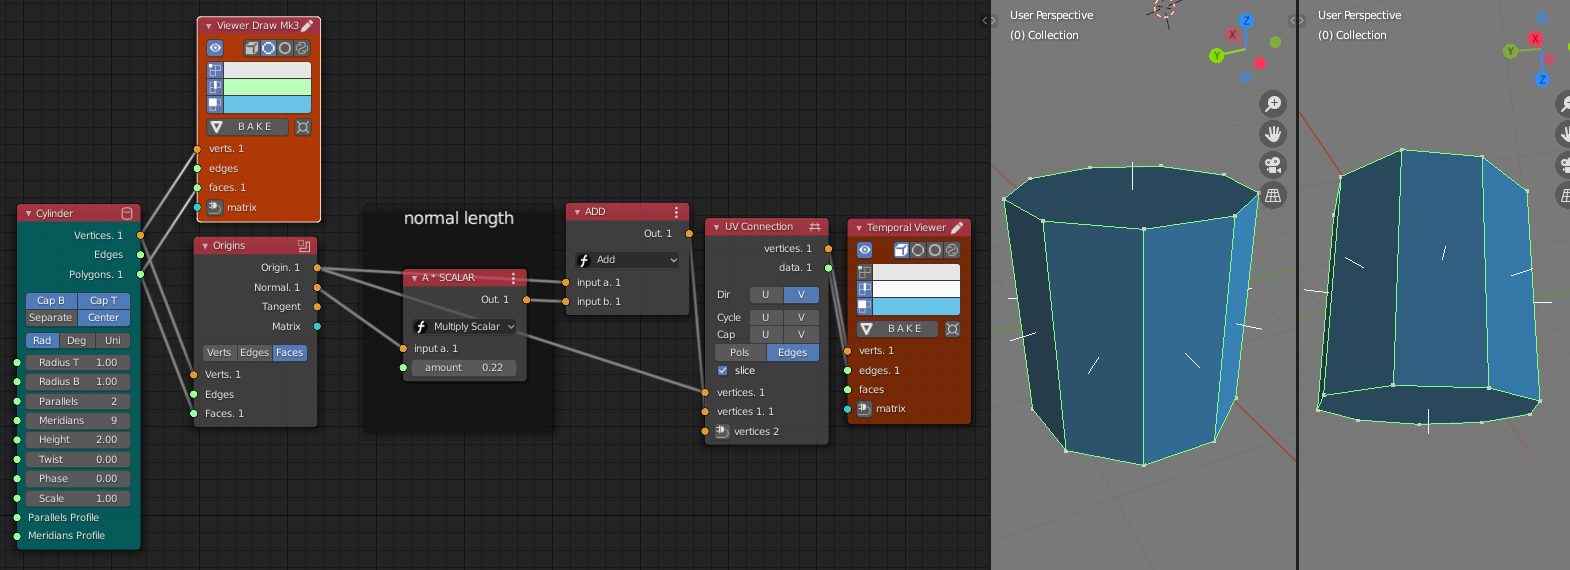 Viewer Draw Mk3
BAKE
verts. 1
edges
faces. 1
matrix
Cylinder
Vertices. 1
Edges
Polygons. 1
Cap B Cap T
Separate Center
Rad Deg Uni
Radius T 1.00
Radius B 1.00
Parallels 2
Meridians 9
Height 2.00
Twist 0.00
Phase 0.00
Scale 1.00
Parallels Profile
Meridians Profile
Origins
Origin. 1
Normal. 1
Tangent
Matrix
Verts Edges Faces
Verts. 1
Edges
Faces. 1
normal length
A * SCALAR
Out. 1
Multiply Scalar
input a. 1
amount 0.22
ADD
Out. 1
Add
input a. 1
input b. 1
UV Connection
vertices. 1
data. 1
Dir U V
Cycle U V
Cap U V
Pols Edges
slice
vertices. 1
vertices 1. 1
vertices 2
Temporal Viewer
BAKE
verts. 1
edges. 1
faces
matrix
User Perspective
(0) Collection
Z
X
Y
User Perspective
(0) Collection
X
Y
Z